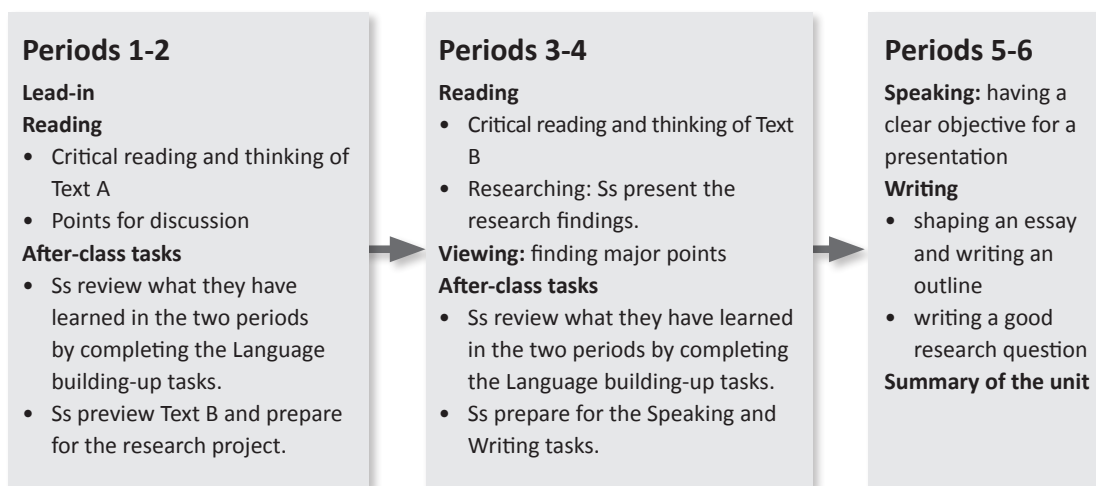 Periods 1-2
Lead-in
Reading
• Critical reading and thinking of
Text A
• Points for discussion
After-class tasks
• Ss review what they have
learned in the two periods
by completing the Language
building-up tasks.
• Ss preview Text B and prepare
for the research project.
Periods 3-4
Reading
• Critical reading and thinking of Text
B
• Researching: Ss present the
research findings.
Viewing: finding major points
After-class tasks
• Ss review what they have learned
in the two periods by completing
the Language building-up tasks.
• Ss prepare for the Speaking and
Writing tasks.
Periods 5-6
Speaking: having a
clear objective for a
presentation
Writing
• shaping an essay
and writing an
outline
• writing a good
research question
Summary of the unit